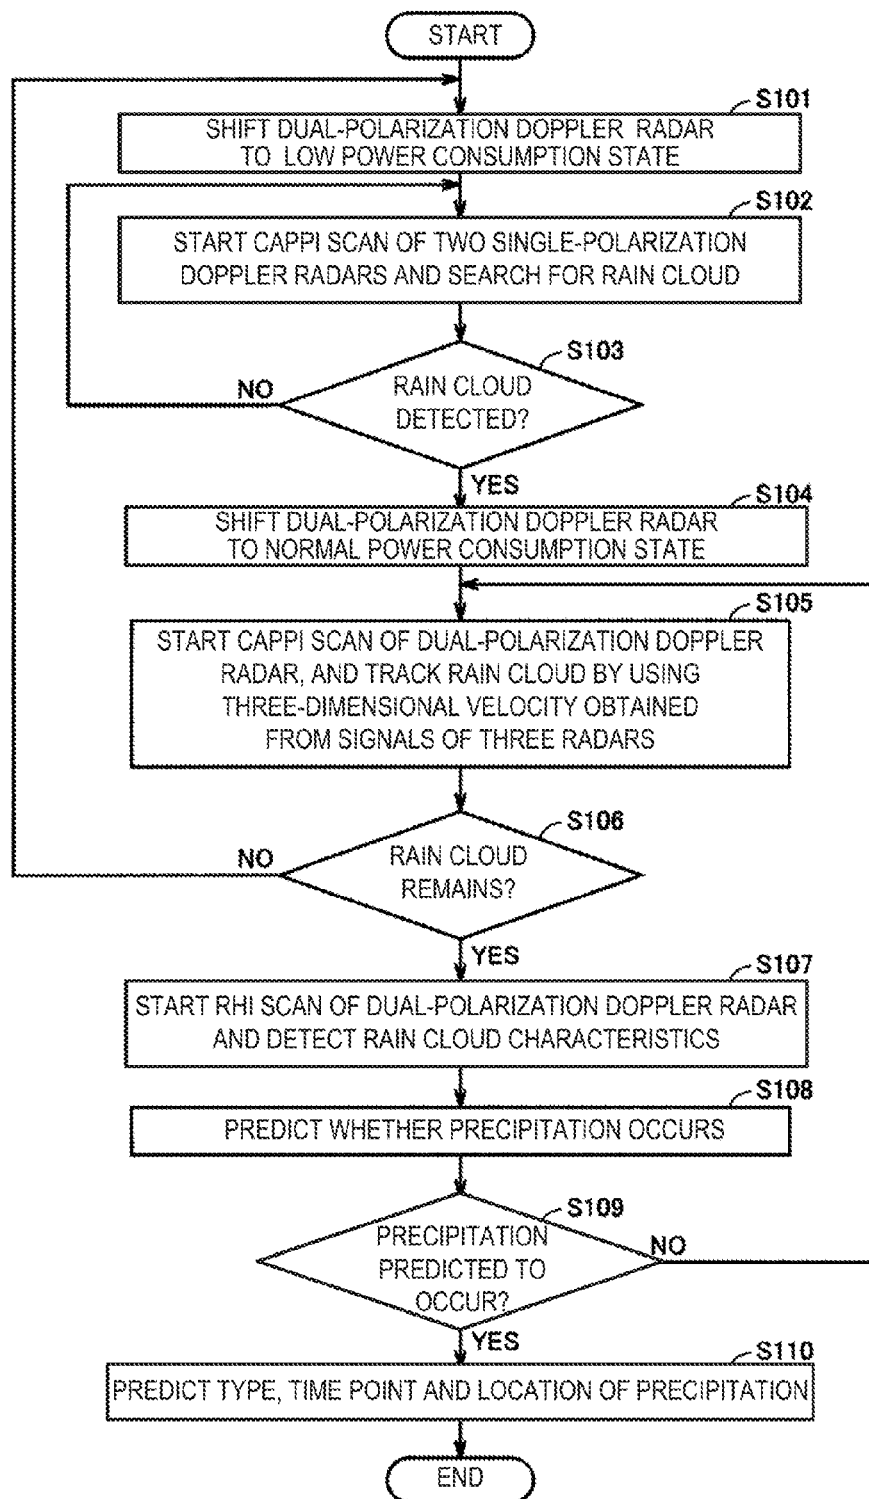 START
S101
SHIFT DUAL-POLARIZATION DOPPLER RADAR
TO LOW POWER CONSUMPTION STATE
S102
START CAPPI SCAN OF TWO SINGLE-POLARIZATION
DOPPLER RADARS AND SEARCH FOR RAIN CLOUD
S103
NO
RAIN CLOUD
DETECTED?
YES
S104
SHIFT DUAL-POLARIZATION DOPPLER RADAR
TO NORMAL POWER CONSUMPTION STATE
S105
START CAPPI SCAN OF DUAL-POLARIZATION DOPPLER
RADAR, AND TRACK RAIN CLOUD BY USING
THREE-DIMENSIONAL VELOCITY OBTAINED
FROM SIGNALS OF THREE RADARS
S106
NO
RAIN CLOUD
REMAINS?
YES
S107
START RHI SCAN OF DUAL-POLARIZATION DOPPLER RADAR
AND DETECT RAIN CLOUD CHARACTERISTICS
S108
PREDICT WHETHER PRECIPITATION OCCURS
S109
PRECIPITATION
PREDICTED TO
OCCUR?
NO
YES
S110
PREDICT TYPE, TIME POINT AND LOCATION OF PRECIPITATION
END